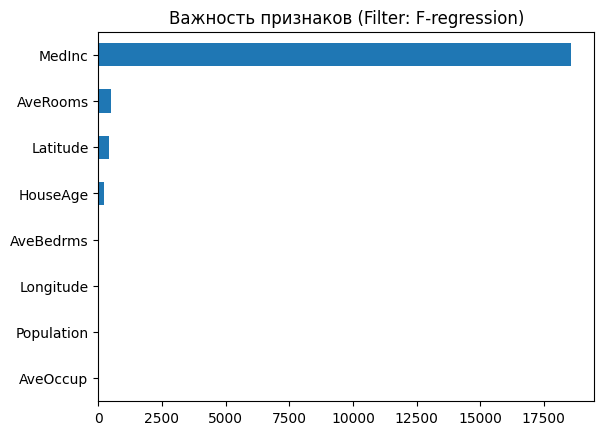 Важность признаков (Filter: F-regression)
MedInc
AveRooms
Latitude
HouseAge
AveBedrms
Longitude
Population
AveOccup
0 2500 5000 7500 10000 12500 15000 17500